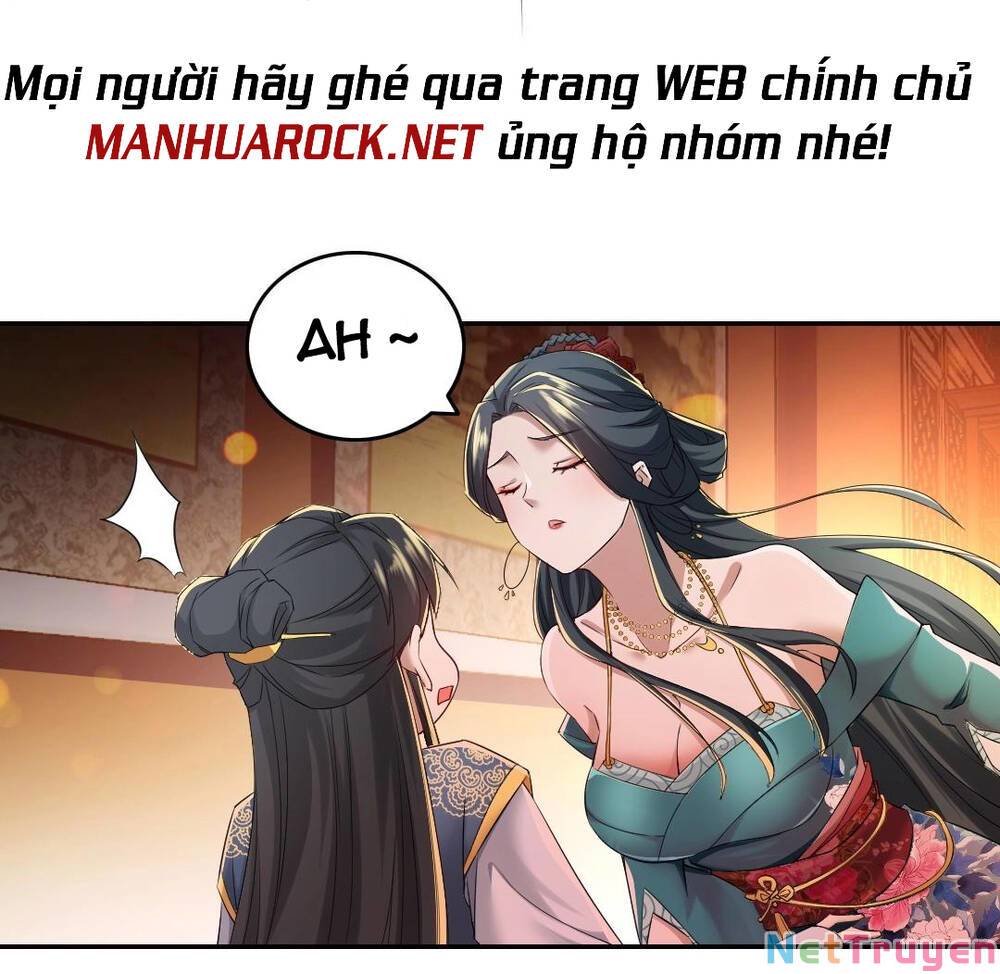 Mọi người hãy ghé qua trang WEB chính chủ
MANHUAROCK.NET ủng hộ nhóm nhé!
AH ~
NetTruyen